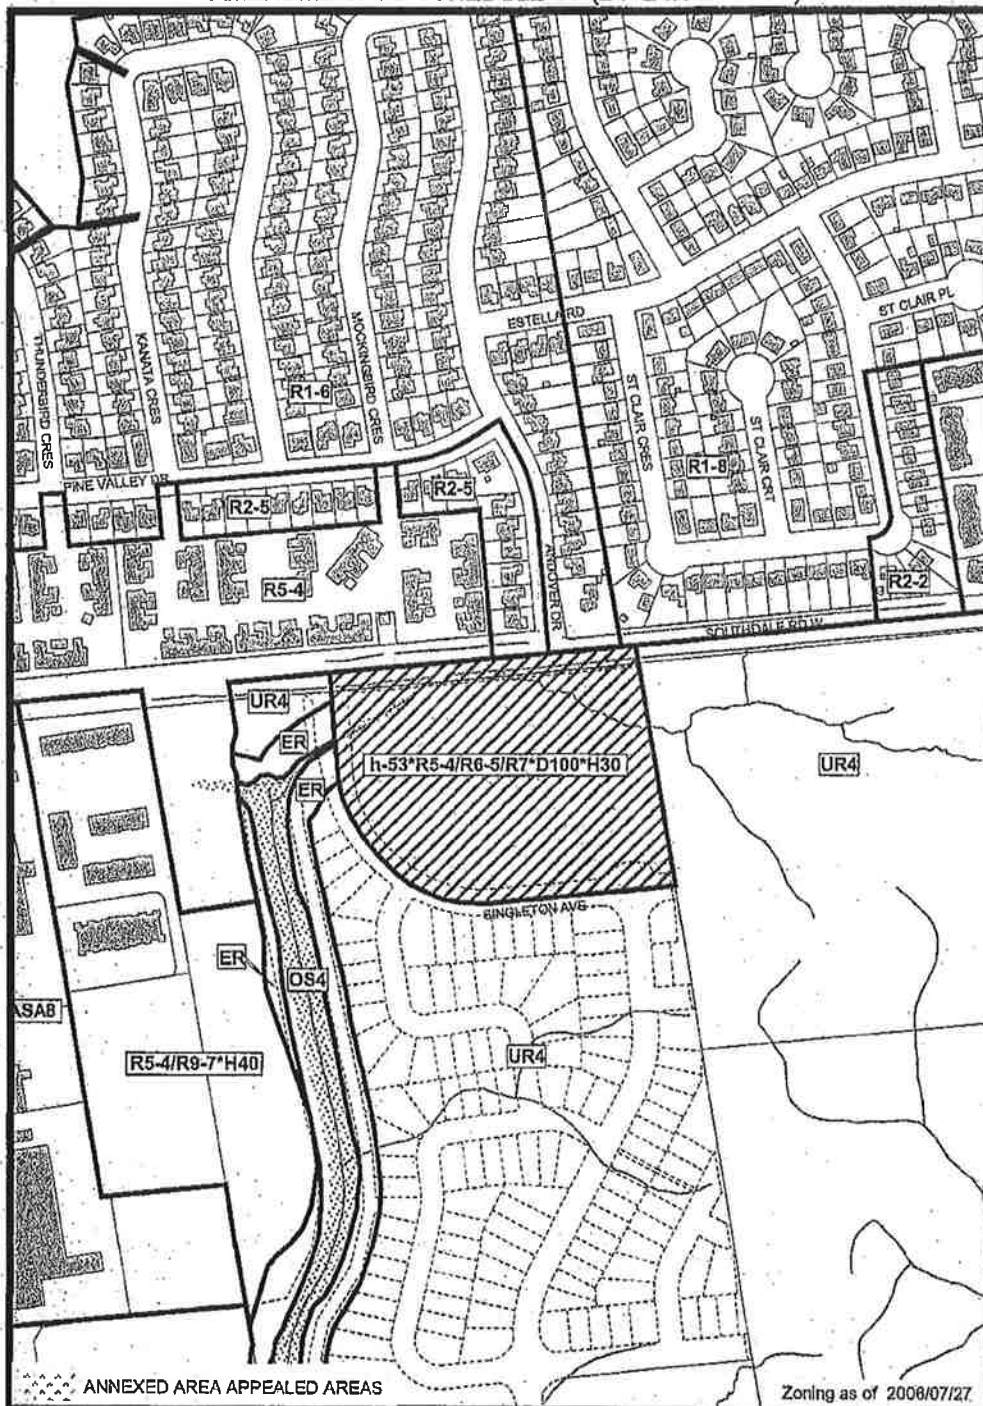 ESTELLA RD
ST CLAIR PL
THUNDERBIRD CRES
KANATA CRES
MOCKINGBIRD CRES
R1-6
ST CLAIR CRES
R1-8
ST CLAIR CRT
PINE VALLEY DR
R2-5
R2-5
R5-4
ANDOVER DR
R2-2
SOUTHDALE RD W
UR4
ER
h-53*R5-4/R6-5/R7*D100*H30
UR4
ER
SINGLETON AVE
ER
OS4
ASA8
R5-4/R9-7*H40
UR4
ANNEXED AREA APPEALED AREAS
Zoning as of 2006/07/27